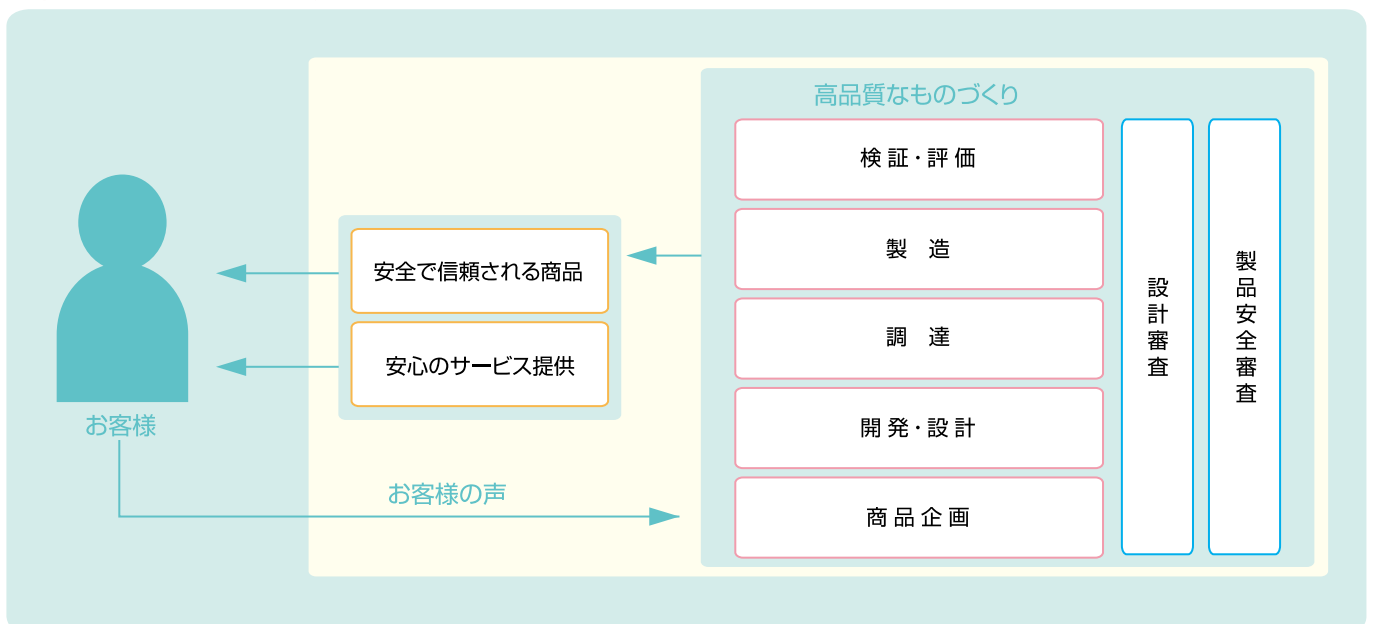 高品質なものづくり
検証・評価
製　造
調　達
開発・設計
商品企画
設計審査
製品安全審査
安全で信頼される商品
安心のサービス提供
お客様
お客様の声